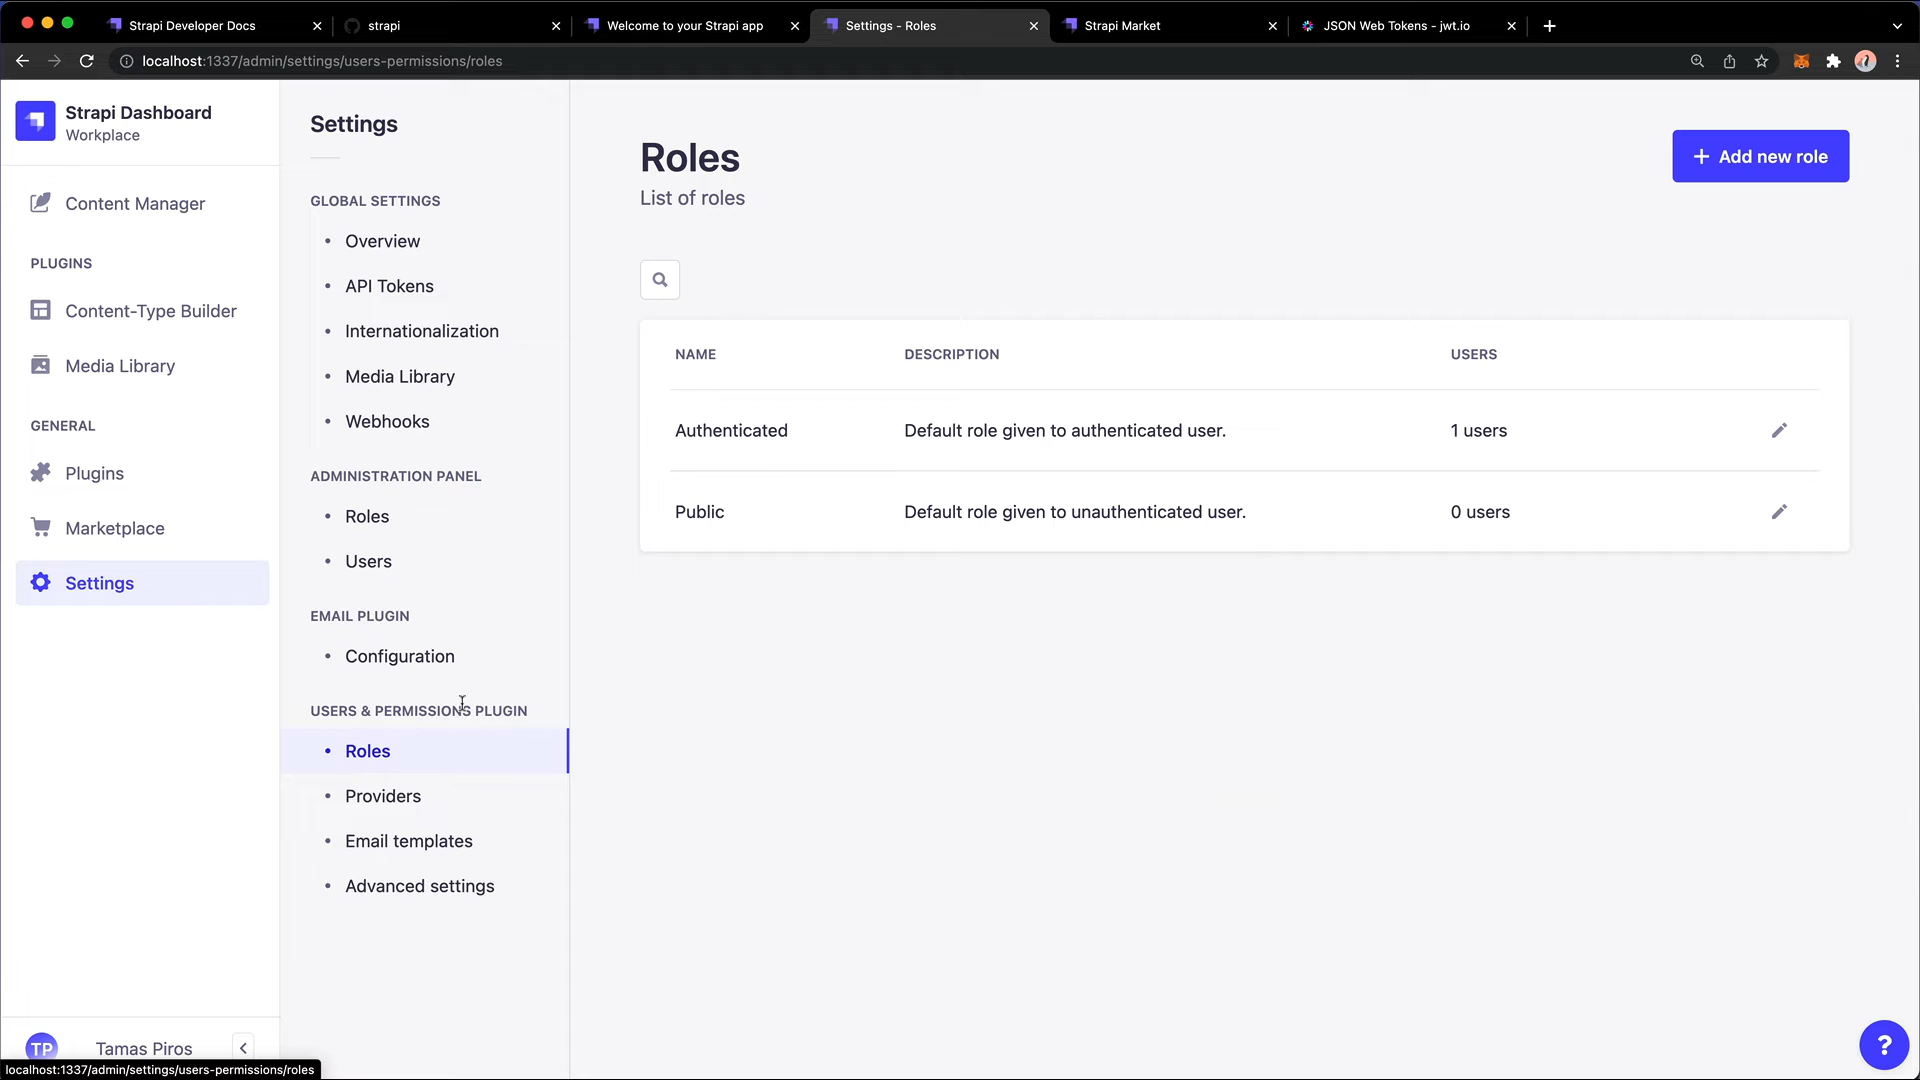 Strapi Developer Docs
strapi
Welcome to your Strapi app
Settings - Roles
Strapi Market
JSON Web Tokens - jwt.io
localhost:1337/admin/settings/users-permissions/roles
Strapi Dashboard
Workplace
Content Manager
PLUGINS
Content-Type Builder
Media Library
GENERAL
Plugins
Marketplace
Settings
TP
Tamas Piros
localhost:1337/admin/settings/users-permissions/roles
Settings
GLOBAL SETTINGS
Overview
API Tokens
Internationalization
Media Library
Webhooks
ADMINISTRATION PANEL
Roles
Users
EMAIL PLUGIN
Configuration
USERS & PERMISSIONS PLUGIN
Roles
Providers
Email templates
Advanced settings
Roles
List of roles
+ Add new role
NAME DESCRIPTION USERS
Authenticated Default role given to authenticated user. 1 users
Public Default role given to unauthenticated user. 0 users
?